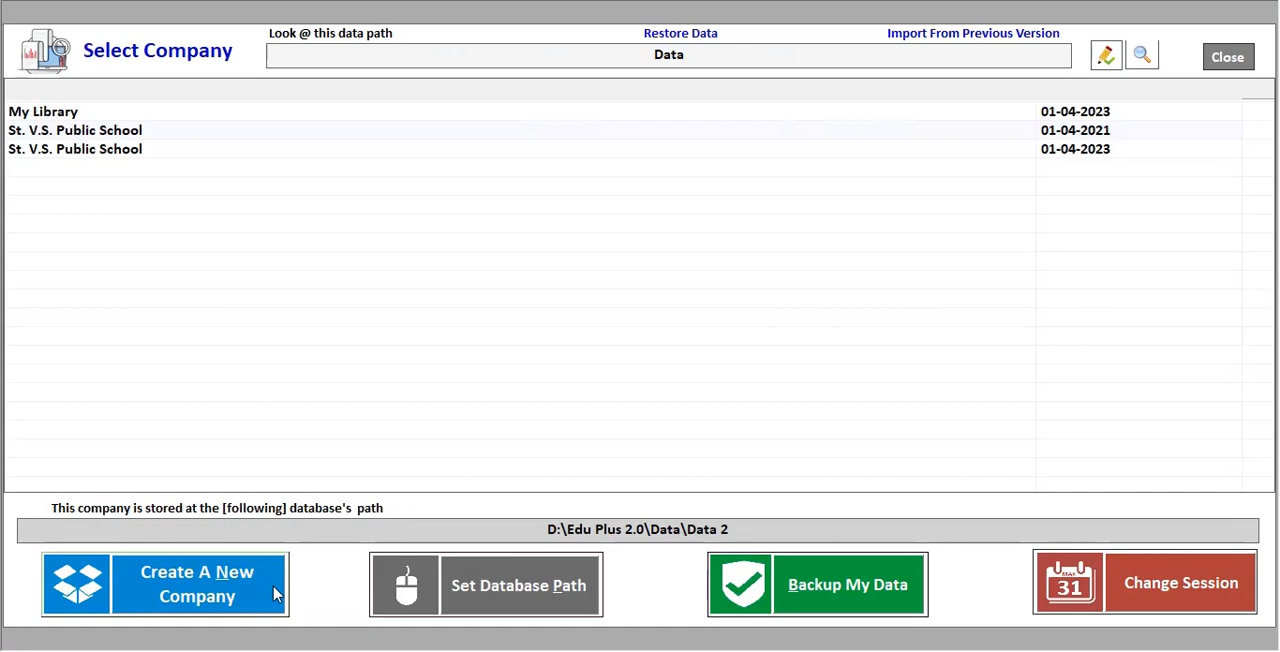 Select Company
Look @ this data path
Restore Data
Import From Previous Version
Data
Close
My Library 01-04-2023
St. V.S. Public School 01-04-2021
St. V.S. Public School 01-04-2023
This company is stored at the [following] database's path
D:\Edu Plus 2.0\Data\Data 2
Create A New
Company
Set Database Path
Backup My Data
31
Change Session